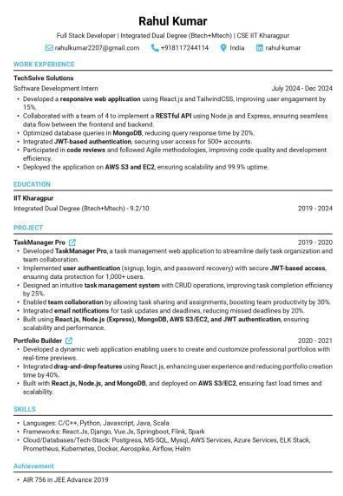 Rahul Kumar
Full Stack Developer | Integrated Dual Degree (Btech+Mtech) | CSE IIT Kharagpur
rahulkumar2207@gmail.com +918117244114 India rahul-kumar
WORK EXPERIENCE
TechSolve Solutions
Software Development Intern July 2024 - Dec 2024
• Developed a responsive web application using React.js and TailwindCSS, improving user engagement by
15%.
• Collaborated with a team of 4 to implement a RESTful API using Node.js and Express, ensuring seamless
data flow between the frontend and backend.
• Optimized database queries in MongoDB, reducing query response time by 20%.
• Integrated JWT-based authentication, securing user access for 500+ accounts.
• Participated in code reviews and followed Agile methodologies, improving code quality and development
efficiency.
• Deployed the application on AWS S3 and EC2, ensuring scalability and 99.9% uptime.
EDUCATION
IIT Kharagpur
Integrated Dual Degree (Btech+Mtech) - 9.2/10 2019 - 2024
PROJECT
TaskManager Pro 2019 - 2020
• Developed TaskManager Pro, a task management web application to streamline daily task organization and
team collaboration.
• Implemented user authentication (signup, login, and password recovery) with secure JWT-based access,
ensuring data protection for 1,000+ users.
• Designed an intuitive task management system with CRUD operations, improving task completion efficiency
by 25%.
• Enabled team collaboration by allowing task sharing and assignments, boosting team productivity by 30%.
• Integrated email notifications for task updates and deadlines, reducing missed deadlines by 20%.
• Built using React.js, Node.js (Express), MongoDB, AWS S3/EC2, and JWT authentication, ensuring
scalability and performance.
Portfolio Builder 2020 - 2021
• Developed a dynamic web application enabling users to create and customize professional portfolios with
real-time previews.
• Integrated drag-and-drop features using React.js, enhancing user experience and reducing portfolio creation
time by 40%.
• Built with React.js, Node.js, and MongoDB, and deployed on AWS S3/EC2, ensuring fast load times and
scalability.
SKILLS
• Languages: C/C++, Python, Javascript, Java, Scala
• Frameworks: React.Js, Django, Vue.Js, Springboot, Flink, Spark
• Cloud/Databases/Tech-Stack: Postgress, MS-SQL, Mysql, AWS Services, Azure Services, ELK Stack,
Prometheus, Kubernetes, Docker, Aerospike, Airflow, Helm
Achievement
• AIR 756 in JEE Advance 2019